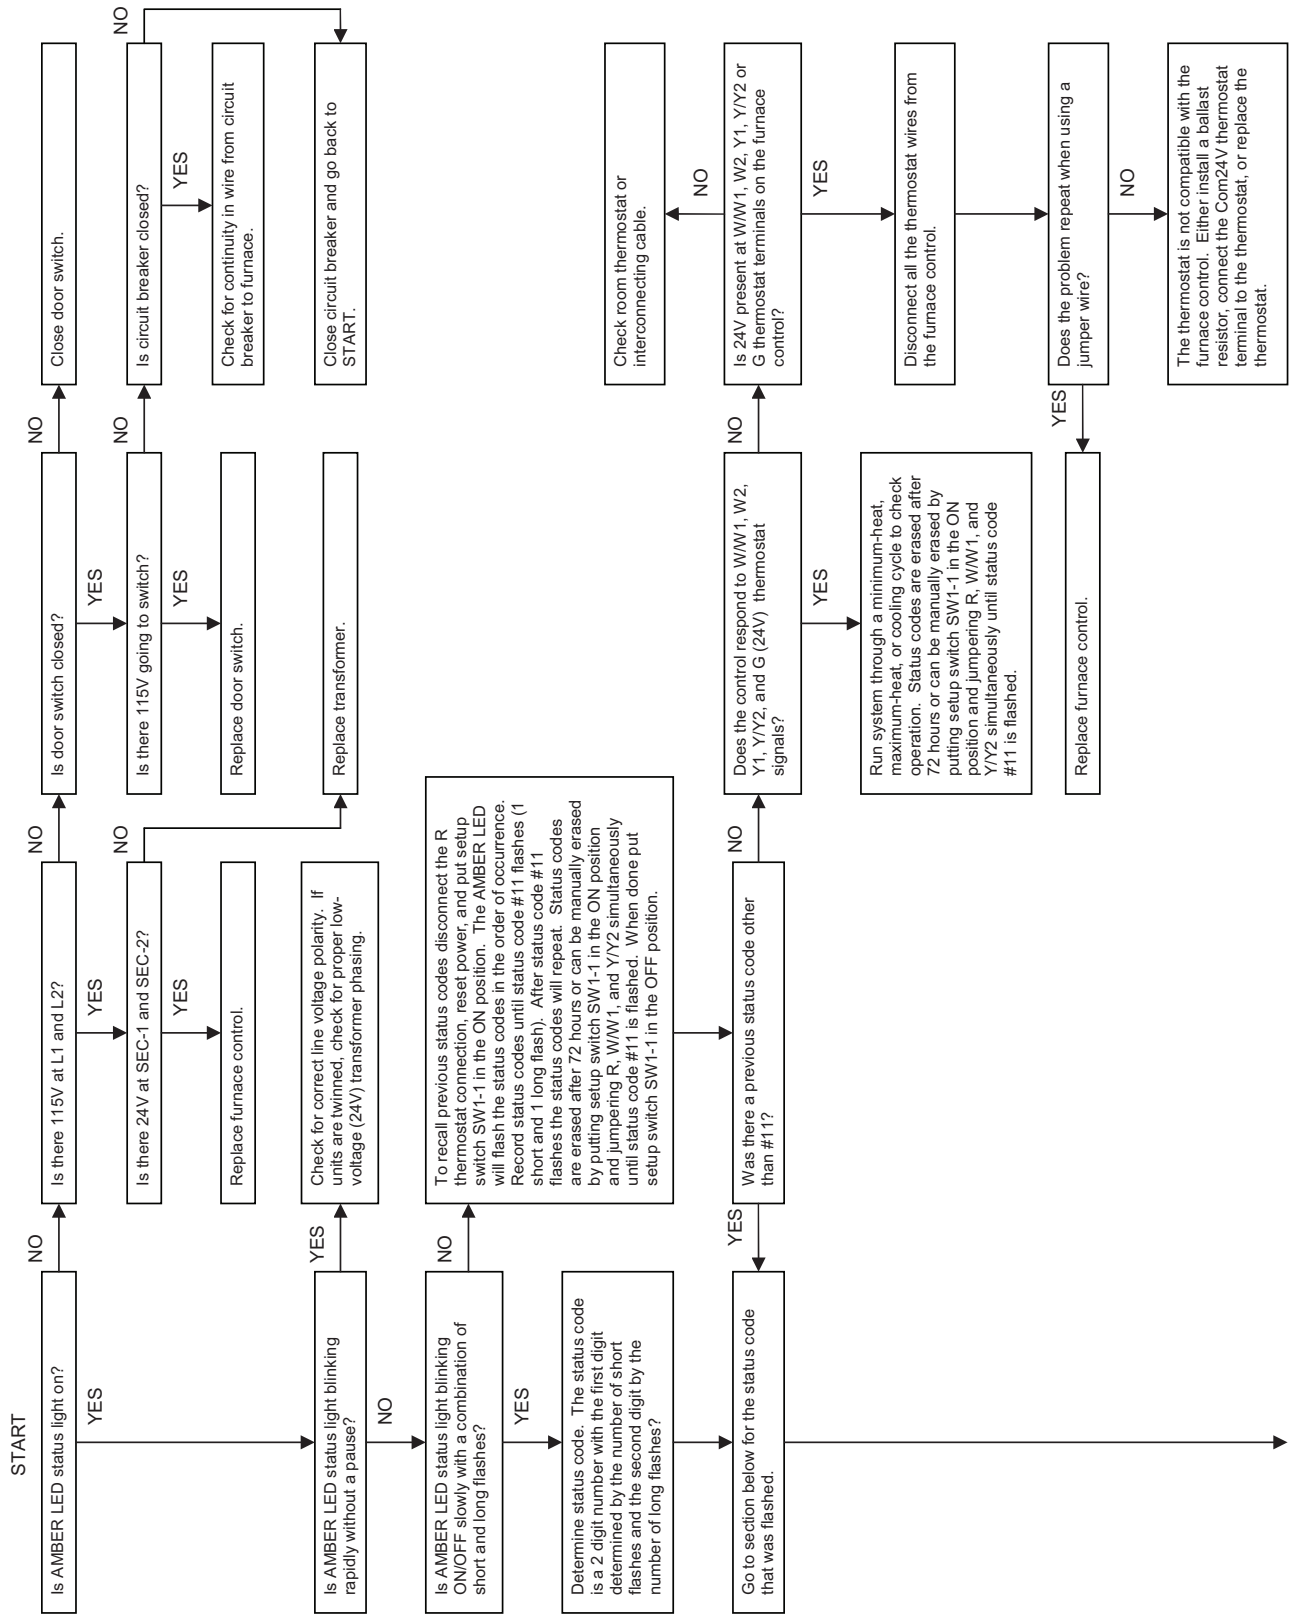 START
Is AMBER LED status light on?
NO
YES
Is there 115V at L1 and L2?
NO
YES
Is door switch closed?
NO
YES
Close door switch.
Is there 24V at SEC-1 and SEC-2?
NO
YES
Is there 115V going to switch?
NO
YES
Is circuit breaker closed?
NO
YES
Replace furnace control.
Replace door switch.
Check for continuity in wire from circuit
breaker to furnace.
Is AMBER LED status light blinking
rapidly without a pause?
YES
NO
Check for correct line voltage polarity. If
units are twinned, check for proper low-
voltage (24V) transformer phasing.
Replace transformer.
Close circuit breaker and go back to
START.
Is AMBER LED status light blinking
ON/OFF slowly with a combination of
short and long flashes?
NO
YES
To recall previous status codes disconnect the R
thermostat connection, reset power, and put setup
switch SW1-1 in the ON position. The AMBER LED
will flash the status codes in the order of occurrence.
Record status codes until status code #11 flashes (1
short and 1 long flash). After status code #11
flashes the status codes will repeat. Status codes
are erased after 72 hours or can be manually erased
by putting setup switch SW1-1 in the ON position
and jumpering R, W/W1, and Y/Y2 simultaneously
until status code #11 is flashed. When done put
setup switch SW1-1 in the OFF position.
Determine status code. The status code
is a 2 digit number with the first digit
determined by the number of short
flashes and the second digit by the
number of long flashes?
Go to section below for the status code
that was flashed.
YES
Was there a previous status code other
than #11?
NO
Does the control respond to W/W1, W2,
Y1, Y/Y2, and G (24V) thermostat
signals?
NO
YES
Check room thermostat or
interconnecting cable.
NO
Is 24V present at W/W1, W2, Y1, Y/Y2 or
G thermostat terminals on the furnace
control?
YES
Run system through a minimum-heat,
maximum-heat, or cooling cycle to check
operation. Status codes are erased after
72 hours or can be manually erased by
putting setup switch SW1-1 in the ON
position and jumpering R, W/W1, and
Y/Y2 simultaneously until status code
#11 is flashed.
Disconnect all the thermostat wires from
the furnace control.
Replace furnace control.
YES
Does the problem repeat when using a
jumper wire?
NO
The thermostat is not compatible with the
furnace control. Either install a ballast
resistor, connect the Com24V thermostat
terminal to the thermostat, or replace the
thermostat.